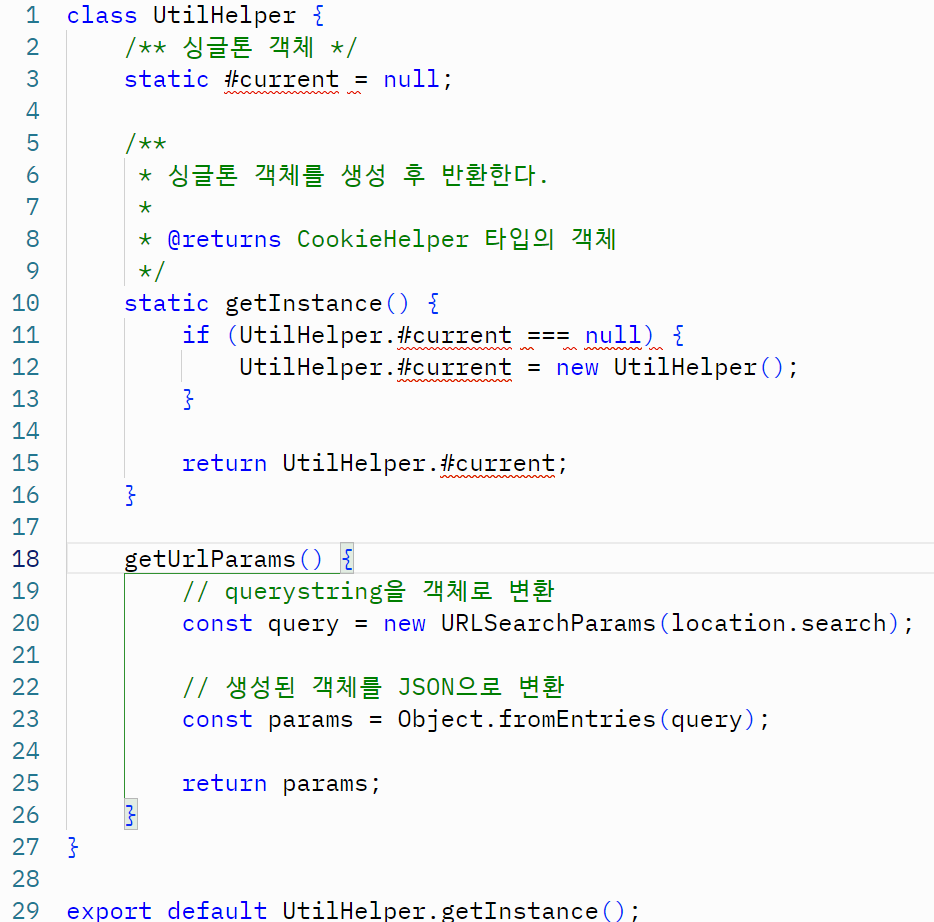 1 class UtilHelper {
2     /** 싱글톤 객체 */
3     static #current = null;
4
5     /**
6      * 싱글톤 객체를 생성 후 반환한다.
7      *
8      * @returns CookieHelper 타입의 객체
9      */
10     static getInstance() {
11         if (UtilHelper.#current === null) {
12             UtilHelper.#current = new UtilHelper();
13         }
14
15         return UtilHelper.#current;
16     }
17
18     getUrlParams() {
19         // querystring을 객체로 변환
20         const query = new URLSearchParams(location.search);
21
22         // 생성된 객체를 JSON으로 변환
23         const params = Object.fromEntries(query);
24
25         return params;
26     }
27 }
28
29 export default UtilHelper.getInstance();